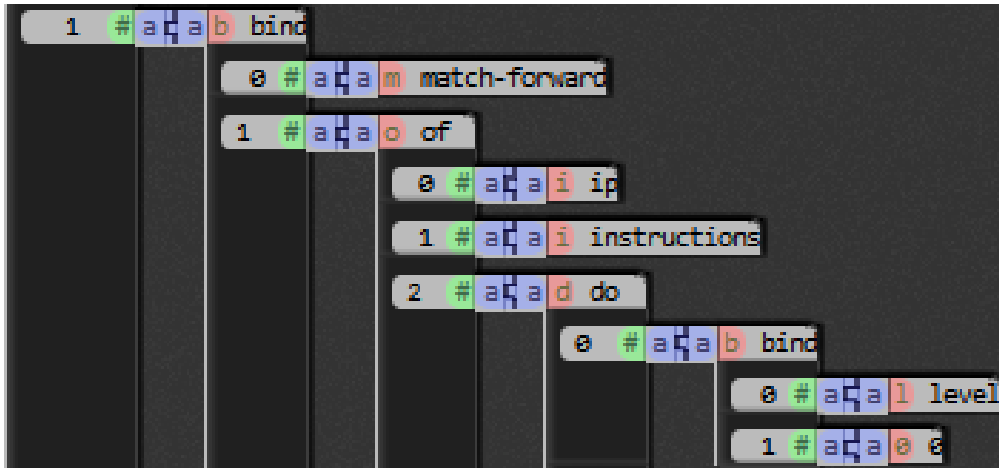 1 # a a b bind
0 # a a m match-forward
1 # a a o of
0 # a a i ip
1 # a a i instructions
2 # a a d do
0 # a a b bind
0 # a a l level
1 # a a 0 0